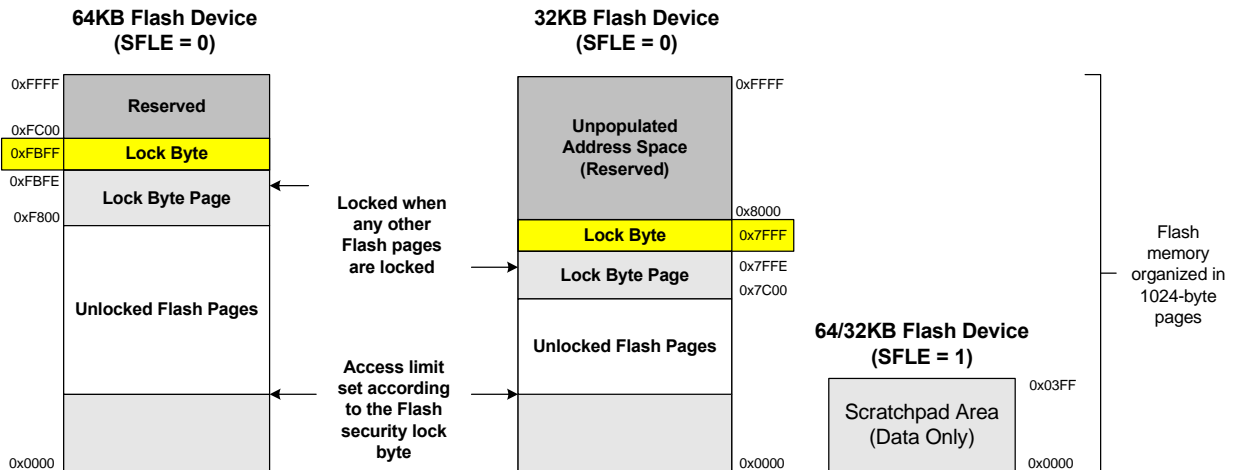 64KB Flash Device
(SFLE = 0)
0xFFFF
Reserved
0xFC00
0xFBFF
Lock Byte
0xFBFE
Lock Byte Page
0xF800
Unlocked Flash Pages
0x0000
Locked when
any other
Flash pages
are locked
Access limit
set according
to the Flash
security lock
byte
32KB Flash Device
(SFLE = 0)
0xFFFF
Unpopulated
Address Space
(Reserved)
0x8000
Lock Byte
0x7FFF
0x7FFE
Lock Byte Page
0x7C00
Unlocked Flash Pages
0x0000
64/32KB Flash Device
(SFLE = 1)
0x03FF
Scratchpad Area
(Data Only)
0x0000
Flash
memory
organized in
1024-byte
pages